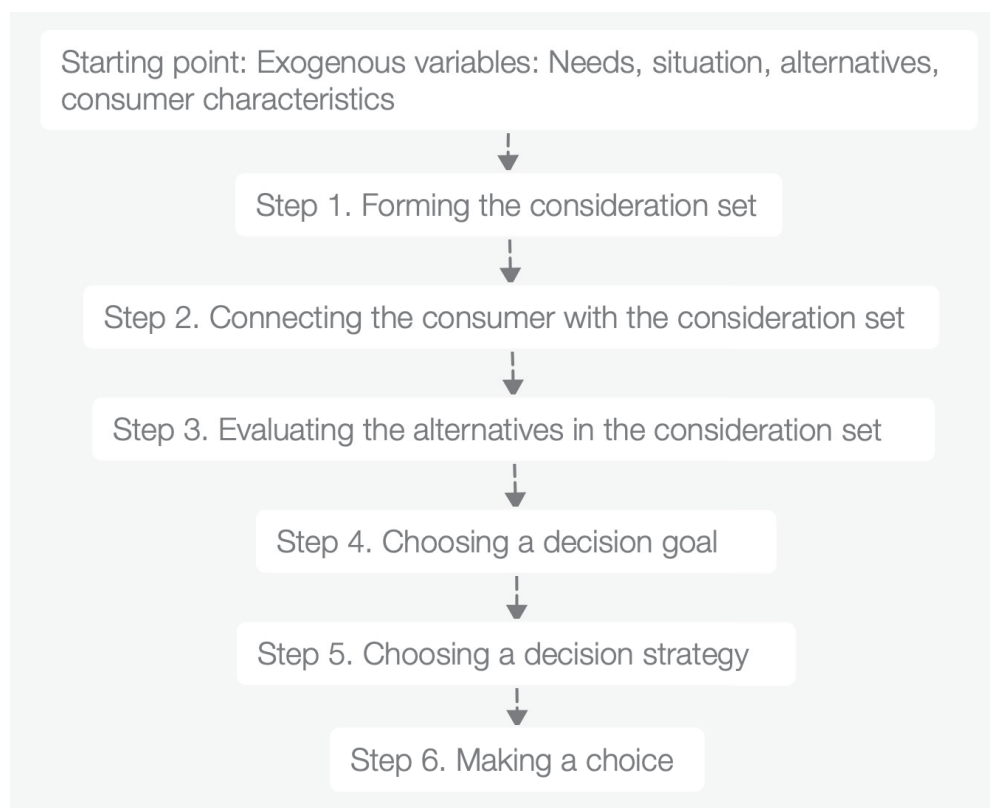 Starting point: Exogenous variables: Needs, situation, alternatives,
consumer characteristics
Step 1. Forming the consideration set
Step 2. Connecting the consumer with the consideration set
Step 3. Evaluating the alternatives in the consideration set
Step 4. Choosing a decision goal
Step 5. Choosing a decision strategy
Step 6. Making a choice